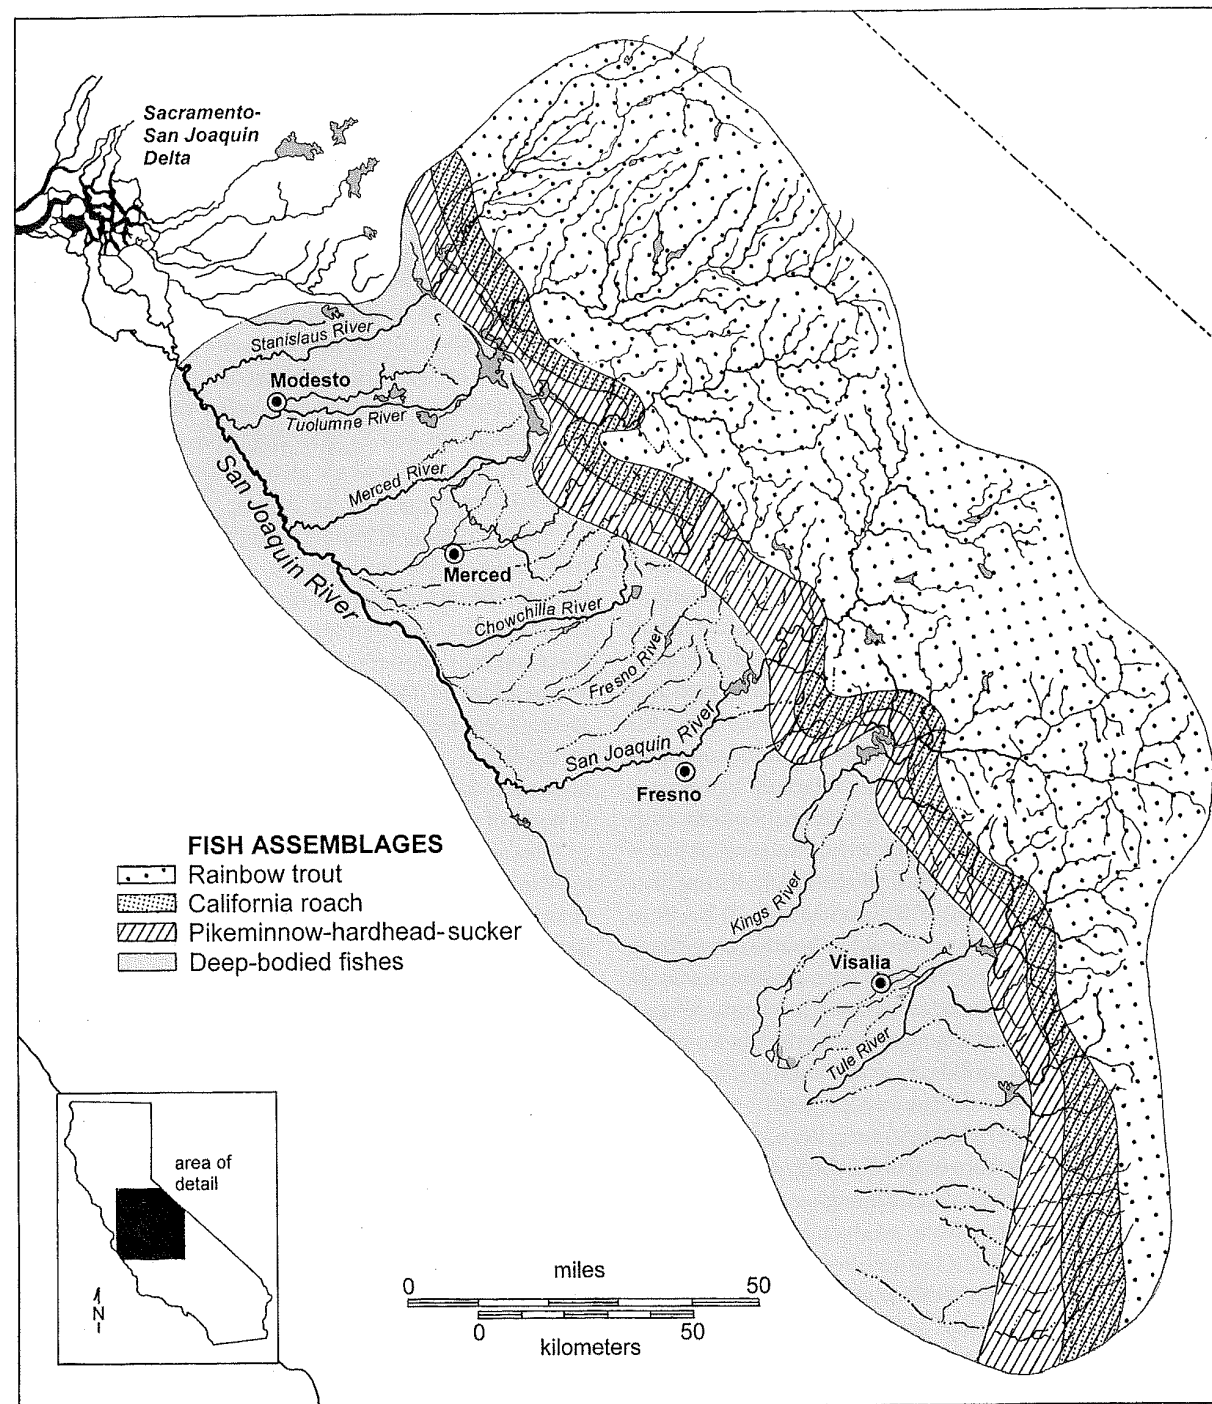 Sacramento-
San Joaquin
Delta
Stanislaus River
Modesto
Tuolumne River
Merced River
San Joaquin River
Merced
Chowchilla River
Fresno River
San Joaquin River
Fresno
FISH ASSEMBLAGES
Rainbow trout
California roach
Pikeminnow-hardhead-sucker
Deep-bodied fishes
Kings River
Visalia
Tule River
area of
detail
N
miles
0 50
0 50
kilometers